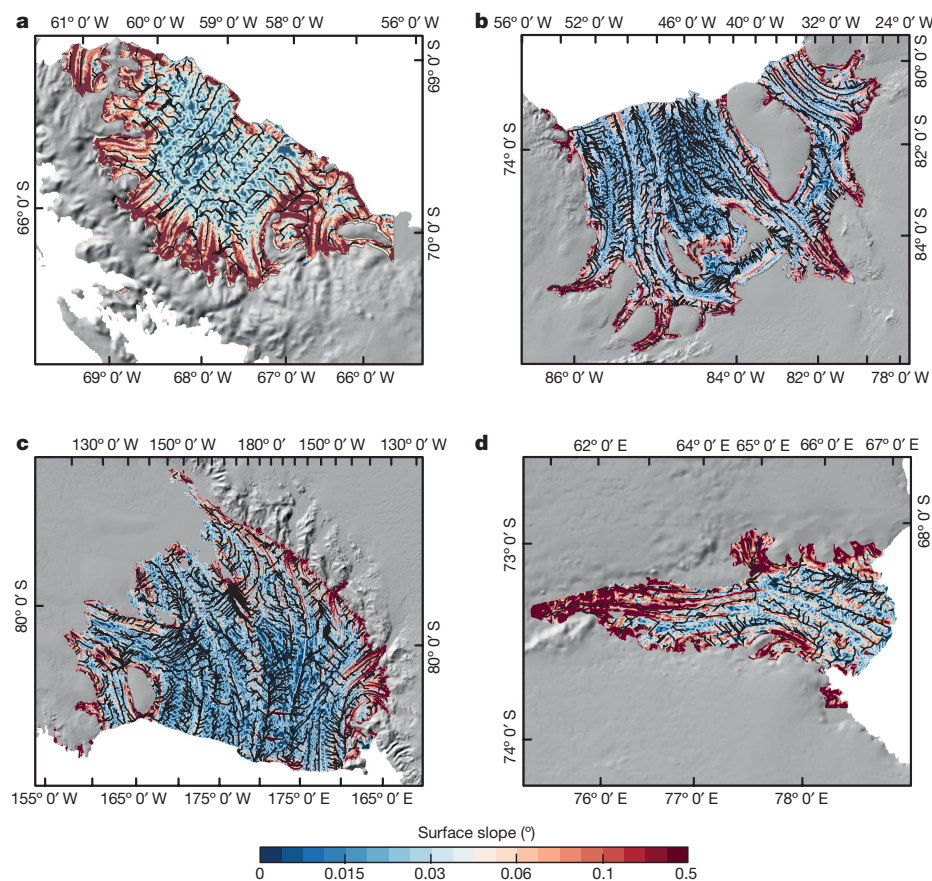 a
61° 0′ W 60° 0′ W 59° 0′ W 58° 0′ W 56° 0′ W
69° 0′ S
66° 0′ S
70° 0′ S
69° 0′ W 68° 0′ W 67° 0′ W 66° 0′ W
b
56° 0′ W 52° 0′ W 46° 0′ W 40° 0′ W 32° 0′ W 24° 0′ W
80° 0′ S
74° 0′ S
82° 0′ S
84° 0′ S
86° 0′ W 84° 0′ W 82° 0′ W 78° 0′ W
c
130° 0′ W 150° 0′ W 180° 0′ 150° 0′ W 130° 0′ W
80° 0′ S
80° 0′ S
155° 0′ W 165° 0′ W 175° 0′ W 175° 0′ E 165° 0′ E
d
62° 0′ E 64° 0′ E 65° 0′ E 66° 0′ E 67° 0′ E
68° 0′ S
73° 0′ S
74° 0′ S
76° 0′ E 77° 0′ E 78° 0′ E
Surface slope (°)
0 0.015 0.03 0.06 0.1 0.5